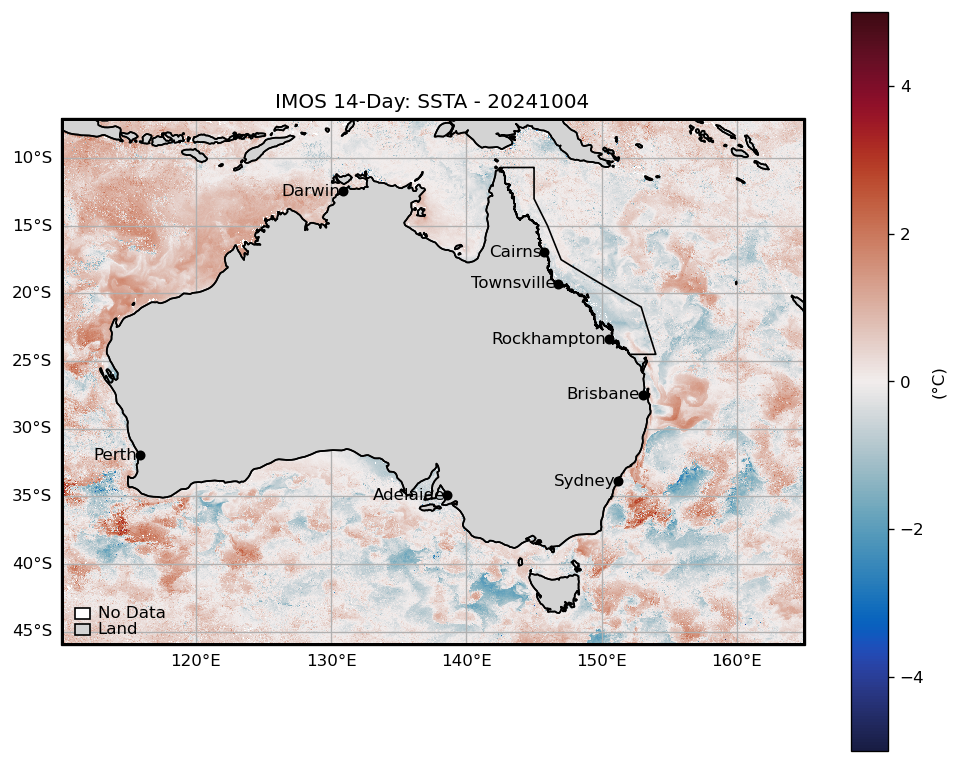 IMOS 14-Day: SSTA - 20241004
10°S
15°S
20°S
25°S
30°S
35°S
40°S
45°S
Darwin
Cairns
Townsville
Rockhampton
Brisbane
Perth
Sydney
Adelaide
No Data
Land
120°E
130°E
140°E
150°E
160°E
4
2
0
−2
−4
(°C)